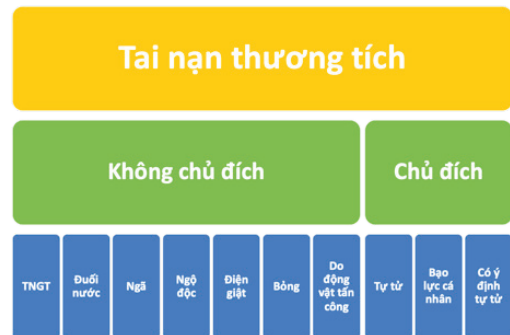 Tai nạn thương tích
Không chủ đích
Chủ đích
TNGT
Đuối
nước
Ngã
Ngộ
độc
Điện
giật
Bỏng
Do
động
vật tấn
công
Tự tử
Bạo
lực cá
nhân
Có ý
định
tự tử